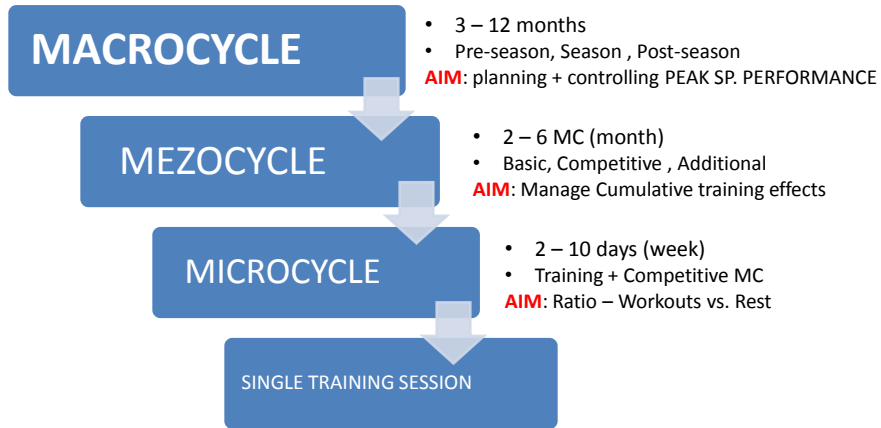 MACROCYCLE
• 3 – 12 months
• Pre-season, Season , Post-season
AIM: planning + controlling PEAK SP. PERFORMANCE
MEZOCYCLE
• 2 – 6 MC (month)
• Basic, Competitive , Additional
AIM: Manage Cumulative training effects
MICROCYCLE
• 2 – 10 days (week)
• Training + Competitive MC
AIM: Ratio – Workouts vs. Rest
SINGLE TRAINING SESSION